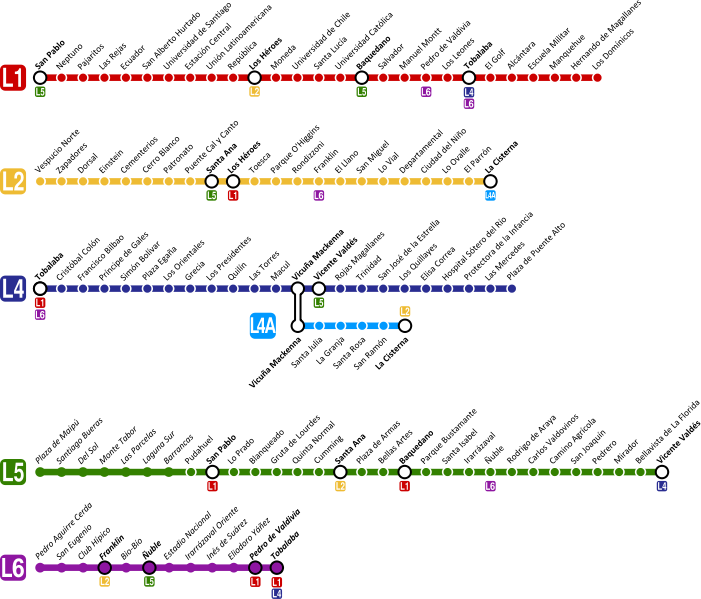 L1
San Pablo
Neptuno
Pajaritos
Las Rejas
Ecuador
San Alberto Hurtado
Universidad de Santiago
Estación Central
Unión Latinoamericana
República
Los Héroes
Moneda
Universidad de Chile
Santa Lucía
Universidad Católica
Baquedano
Salvador
Manuel Montt
Pedro de Valdivia
Los Leones
Tobalaba
El Golf
Alcántara
Escuela Militar
Manquehue
Hernando de Magallanes
Los Dominicos
L5
L2
L5
L6
L4
L6
L2
Vespucio Norte
Zapadores
Dorsal
Einstein
Cementerios
Cerro Blanco
Patronato
Puente Cal y Canto
Santa Ana
Los Héroes
Toesca
Parque O'Higgins
Rondizzoni
Franklin
El Llano
San Miguel
Lo Vial
Departamental
Ciudad del Niño
Lo Ovalle
El Parrón
La Cisterna
L5
L1
L6
L4A
L4
Tobalaba
Cristóbal Colón
Francisco Bilbao
Príncipe de Gales
Simón Bolívar
Plaza Egaña
Los Orientales
Grecia
Los Presidentes
Quilín
Las Torres
Macul
Vicuña Mackenna
Vicente Valdés
Rojas Magallanes
Trinidad
San José de la Estrella
Los Quillayes
Elisa Correa
Hospital Sótero del Río
Protectora de la Infancia
Las Mercedes
Plaza de Puente Alto
L1
L6
L5
L2
L4A
Vicuña Mackenna
Santa Julia
La Granja
Santa Rosa
San Ramón
La Cisterna
L5
Plaza de Maipú
Santiago Bueras
Del Sol
Monte Tabor
Las Parcelas
Laguna Sur
Barrancas
Pudahuel
San Pablo
Lo Prado
Blanqueado
Gruta de Lourdes
Quinta Normal
Cumming
Santa Ana
Plaza de Armas
Bellas Artes
Baquedano
Parque Bustamante
Santa Isabel
Irarrázaval
Ñuble
Rodrigo de Araya
Carlos Valdovinos
Camino Agrícola
San Joaquín
Pedrero
Mirador
Bellavista de La Florida
Vicente Valdés
L1
L2
L1
L6
L4
L6
Pedro Aguirre Cerda
San Eugenio
Club Hípico
Franklin
Bío-Bío
Ñuble
Estadio Nacional
Irarrázaval Oriente
Inés de Suárez
Eliodoro Yáñez
Pedro de Valdivia
Tobalaba
L2
L5
L1
L1
L4